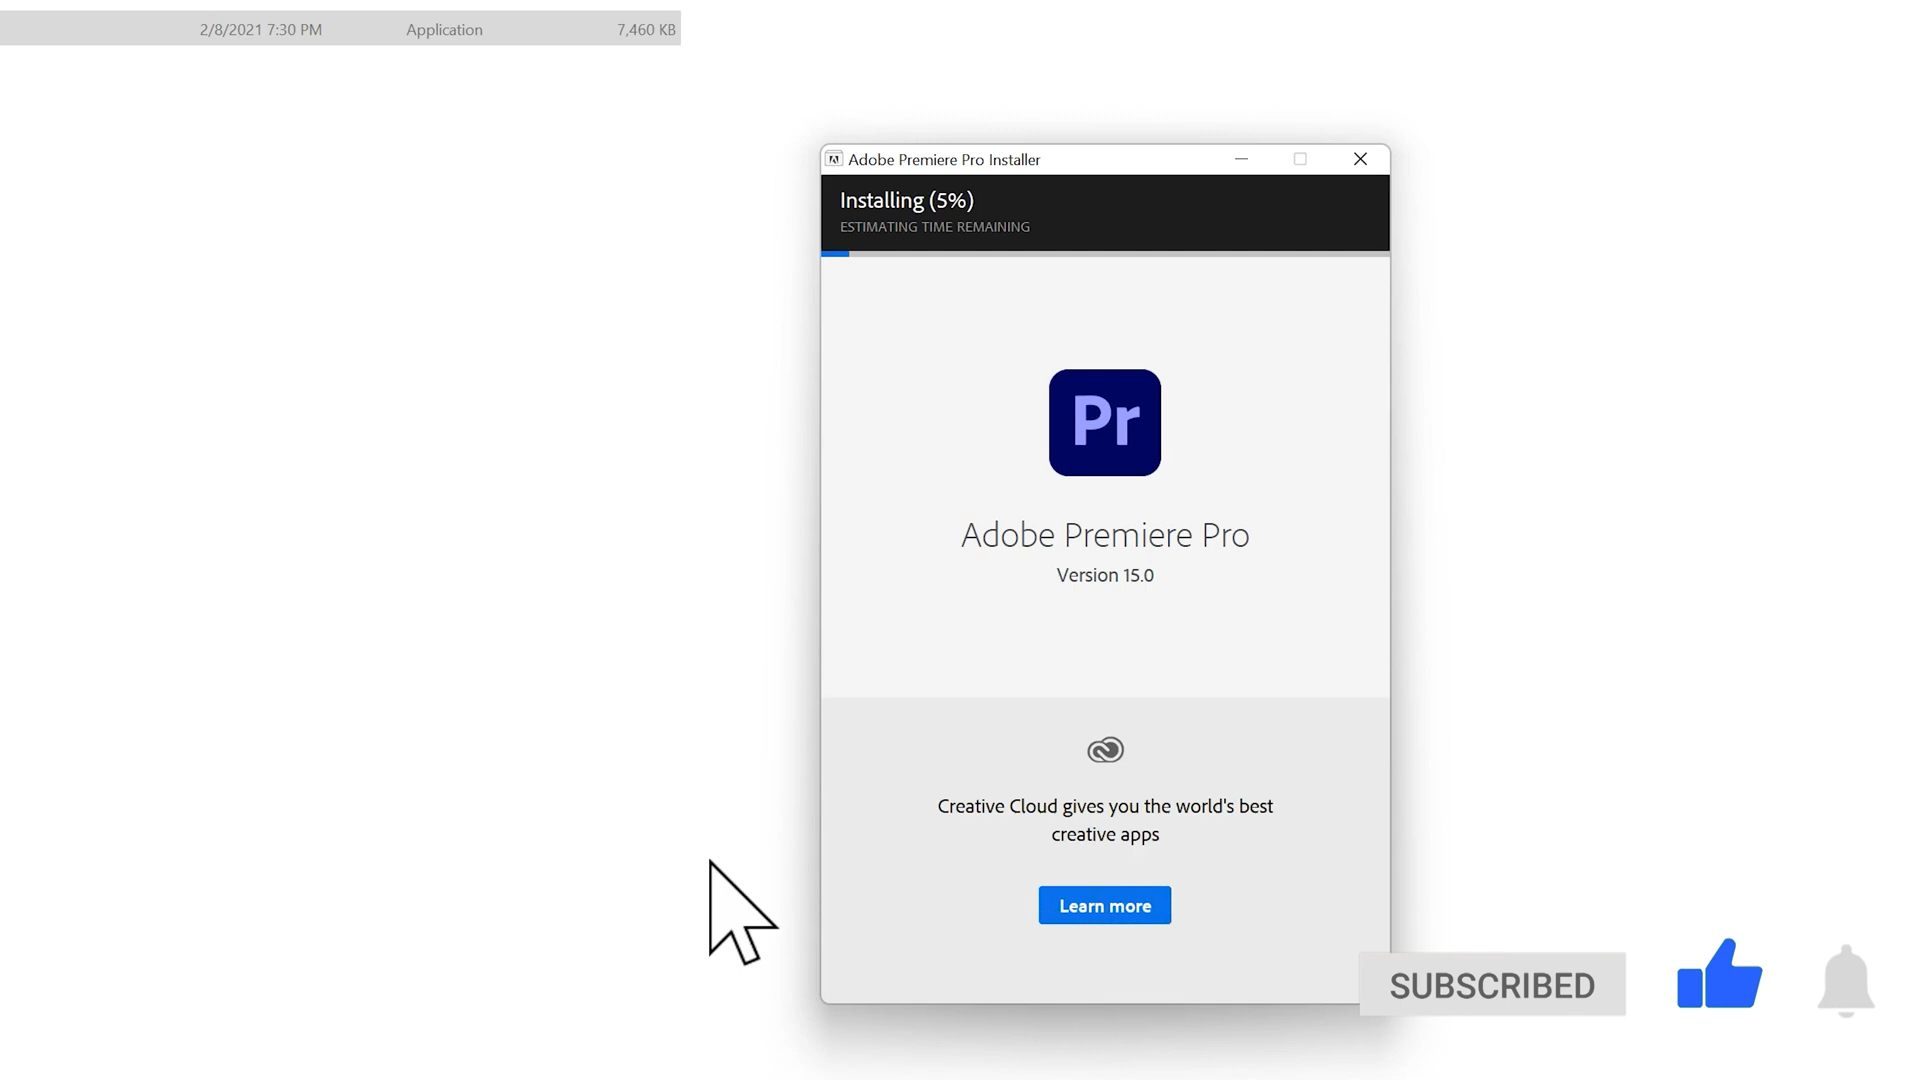 2/8/2021 7:30 PM Application 7,460 KB
Adobe Premiere Pro Installer
Installing (5%)
ESTIMATING TIME REMAINING
Pr
Adobe Premiere Pro
Version 15.0
Creative Cloud gives you the world's best
creative apps
Learn more
SUBSCRIBED